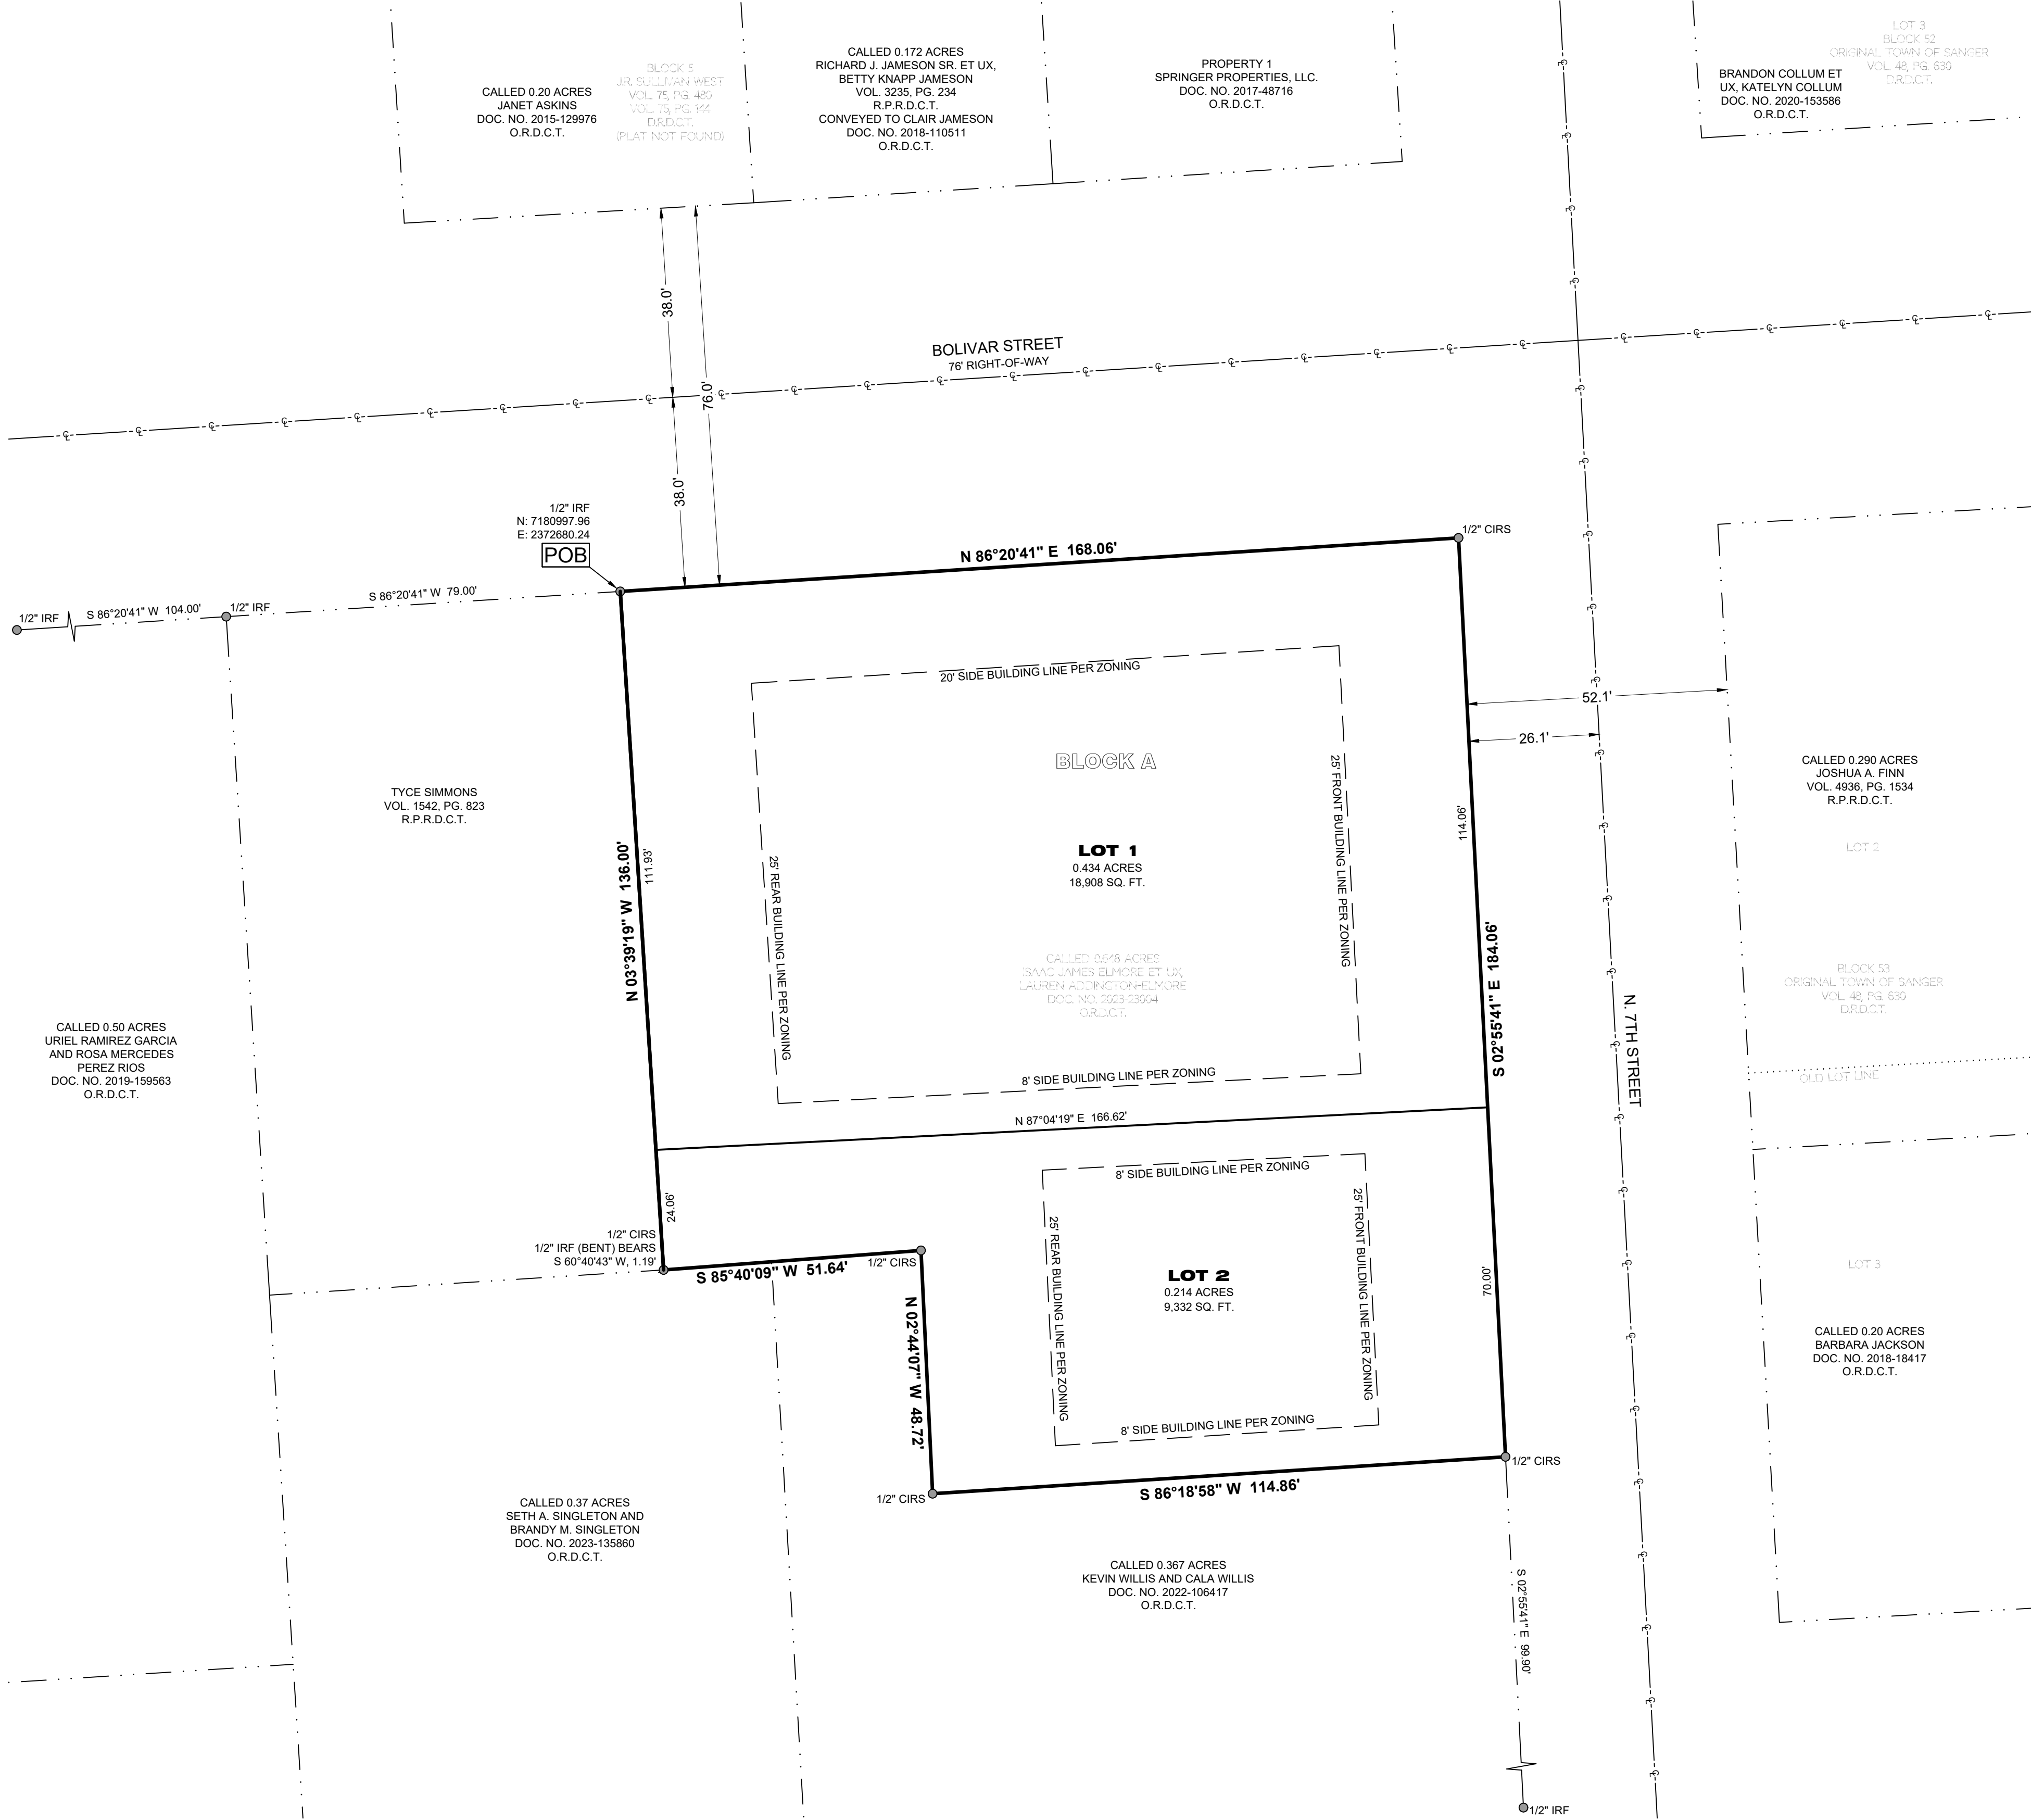 CALLED 0.20 ACRES
JANET ASKINS
DOC. NO. 2015-129976
O.R.D.C.T.
BLOCK 5
J.R. SULLIVAN WEST
VOL. 75, PG. 480
VOL. 75, PG. 144
D.R.D.C.T.
(PLAT NOT FOUND)
CALLED 0.172 ACRES
RICHARD J. JAMESON SR. ET UX,
BETTY KNAPP JAMESON
VOL. 3235, PG. 234
R.P.R.D.C.T.
CONVEYED TO CLAIR JAMESON
DOC. NO. 2018-110511
O.R.D.C.T.
PROPERTY 1
SPRINGER PROPERTIES, LLC.
DOC. NO. 2017-48716
O.R.D.C.T.
BRANDON COLLUM ET
UX, KATELYN COLLUM
DOC. NO. 2020-153586
O.R.D.C.T.
LOT 3
BLOCK 52
ORIGINAL TOWN OF SANGER
VOL. 48, PG. 630
D.R.D.C.T.
38.0'
76.0'
38.0'
BOLIVAR STREET
76' RIGHT-OF-WAY
1/2" IRF
N: 7180997.96
E: 2372680.24
POB
N 86°20'41" E 168.06'
1/2" CIRS
1/2" IRF
S 86°20'41" W 104.00'
1/2" IRF
S 86°20'41" W 79.00'
20' SIDE BUILDING LINE PER ZONING
52.1'
26.1'
BLOCK A
25' FRONT BUILDING LINE PER ZONING
114.06'
CALLED 0.290 ACRES
JOSHUA A. FINN
VOL. 4936, PG. 1534
R.P.R.D.C.T.
LOT 2
TYCE SIMMONS
VOL. 1542, PG. 823
R.P.R.D.C.T.
N 03°39'19" W 136.00'
111.93'
25' REAR BUILDING LINE PER ZONING
LOT 1
0.434 ACRES
18,908 SQ. FT.
CALLED 0.648 ACRES
ISAAC JAMES ELMORE ET UX,
LAUREN ADDINGTON-ELMORE
DOC. NO. 2023-23004
O.R.D.C.T.
S 02°55'41" E 184.06'
N. 7TH STREET
BLOCK 53
ORIGINAL TOWN OF SANGER
VOL. 48, PG. 630
D.R.D.C.T.
OLD LOT LINE
CALLED 0.50 ACRES
URIEL RAMIREZ GARCIA
AND ROSA MERCEDES
PEREZ RIOS
DOC. NO. 2019-159563
O.R.D.C.T.
8' SIDE BUILDING LINE PER ZONING
N 87°04'19" E 166.62'
8' SIDE BUILDING LINE PER ZONING
24.06'
1/2" CIRS
1/2" IRF (BENT) BEARS
S 60°40'43" W, 1.19'
S 85°40'09" W 51.64'
1/2" CIRS
N 02°44'07" W 48.72'
25' REAR BUILDING LINE PER ZONING
LOT 2
0.214 ACRES
9,332 SQ. FT.
25' FRONT BUILDING LINE PER ZONING
70.00'
LOT 3
CALLED 0.20 ACRES
BARBARA JACKSON
DOC. NO. 2018-18417
O.R.D.C.T.
8' SIDE BUILDING LINE PER ZONING
1/2" CIRS
1/2" CIRS
S 86°18'58" W 114.86'
CALLED 0.37 ACRES
SETH A. SINGLETON AND
BRANDY M. SINGLETON
DOC. NO. 2023-135860
O.R.D.C.T.
CALLED 0.367 ACRES
KEVIN WILLIS AND CALA WILLIS
DOC. NO. 2022-106417
O.R.D.C.T.
S 02°55'41" E 99.90'
1/2" IRF